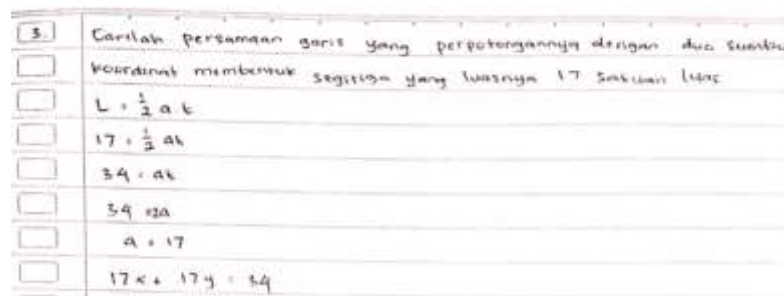 3. Carilah persamaan garis yang perpotongannya dengan dua sumbu
koordinat membentuk segitiga yang luasnya 17 satuan luas
L = 1/2 a t
17 = 1/2 at
34 = at
34 = 2a
a = 17
17x + 17y = 34